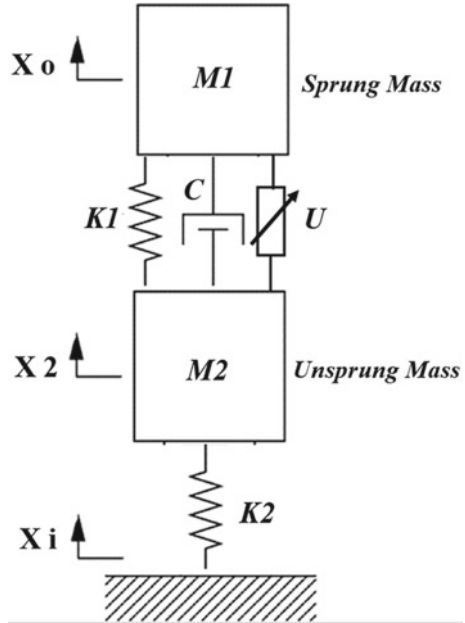 X o
M1
Sprung Mass
K1
C
U
X 2
M2
Unsprung Mass
K2
X i